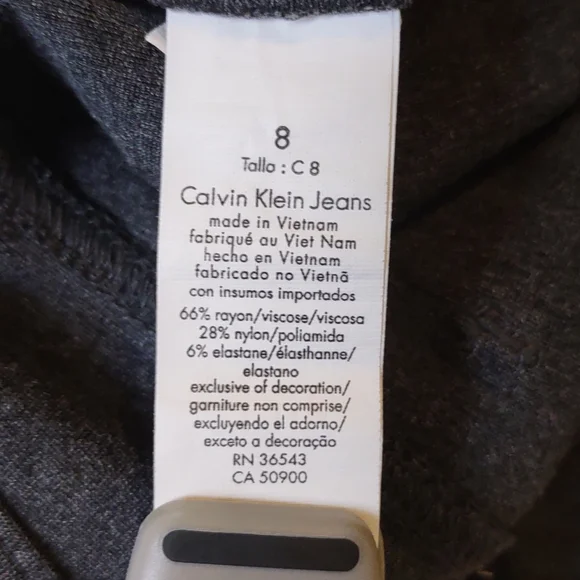 8
Talla : C 8
Calvin Klein Jeans
made in Vietnam
fabriqué au Viet Nam
hecho en Vietnam
fabricado no Vietnã
con insumos importados
66% rayon/viscose/viscosa
28% nylon/poliamida
6% elastane/élasthanne/
elastano
exclusive of decoration/
garniture non comprise/
excluyendo el adorno/
exceto a decoração
RN 36543
CA 50900